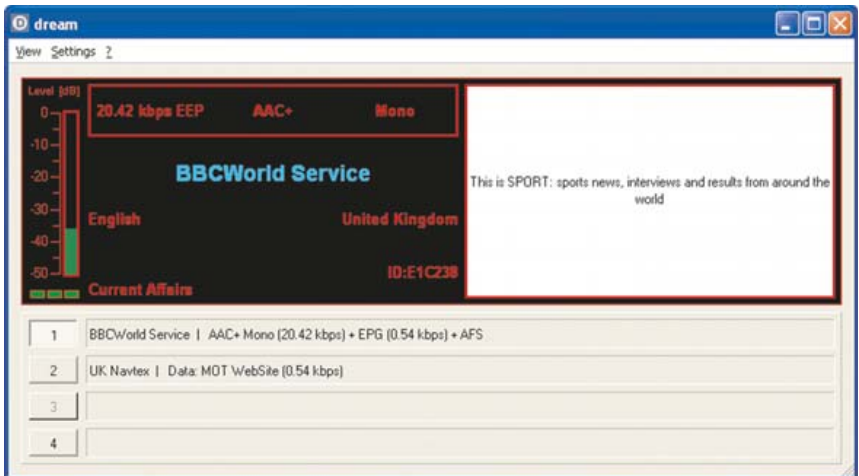 dream
View Settings ?
Level [dB]
0
-10
-20
-30
-40
-50
20.42 kbps EEP AAC+ Mono
BBCWorld Service
English United Kingdom
ID:E1C238
Current Affairs
This is SPORT: sports news, interviews and results from around the
world
1 BBCWorld Service | AAC+ Mono (20.42 kbps) + EPG (0.54 kbps) + AFS
2 UK Navtex | Data: MOT WebSite (0.54 kbps)
3
4